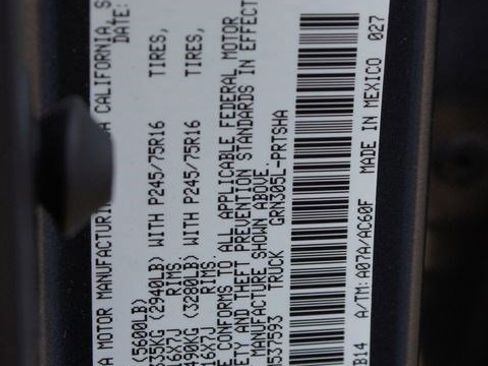 A MOTOR MANUFACTURING
A CALIFORNIA, S
DATE:
(5600LB)
(2940LB) WITH P245/75R16 TIRES,
16X7J RIMS,
490KG (3280LB) WITH P245/75R16 TIRES,
16X7J RIMS.
E CONFORMS TO ALL APPLICABLE FEDERAL MOTOR
ETY AND THEFT PREVENTION STANDARDS IN EFFECT
MANUFACTURE SHOWN ABOVE.
537593 TRUCK GRN305L-PRTSHA
B14 A/TM: A07A/AC60F MADE IN MEXICO 027